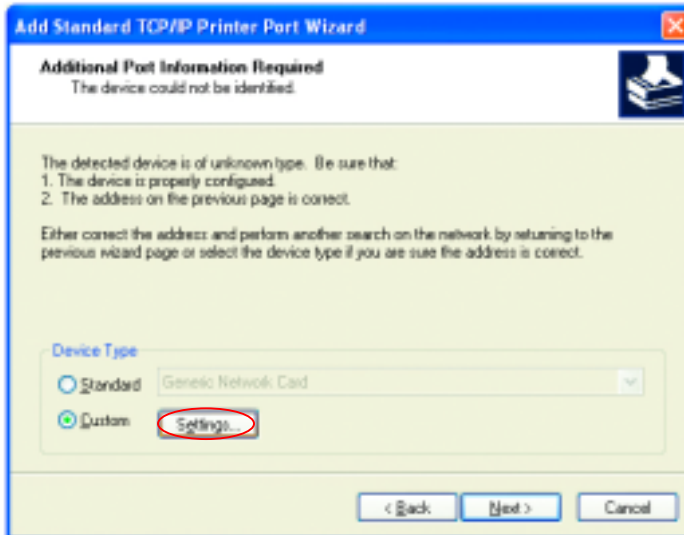 Add Standard TCP/IP Printer Port Wizard
Additional Port Information Required
The device could not be identified.
The detected device is of unknown type. Be sure that:
1. The device is properly configured.
2. The address on the previous page is correct.
Either correct the address and perform another search on the network by returning to the
previous wizard page or select the device type if you are sure the address is correct.
Device Type
Standard Generic Network Card
Custom Settings...
< Back Next > Cancel